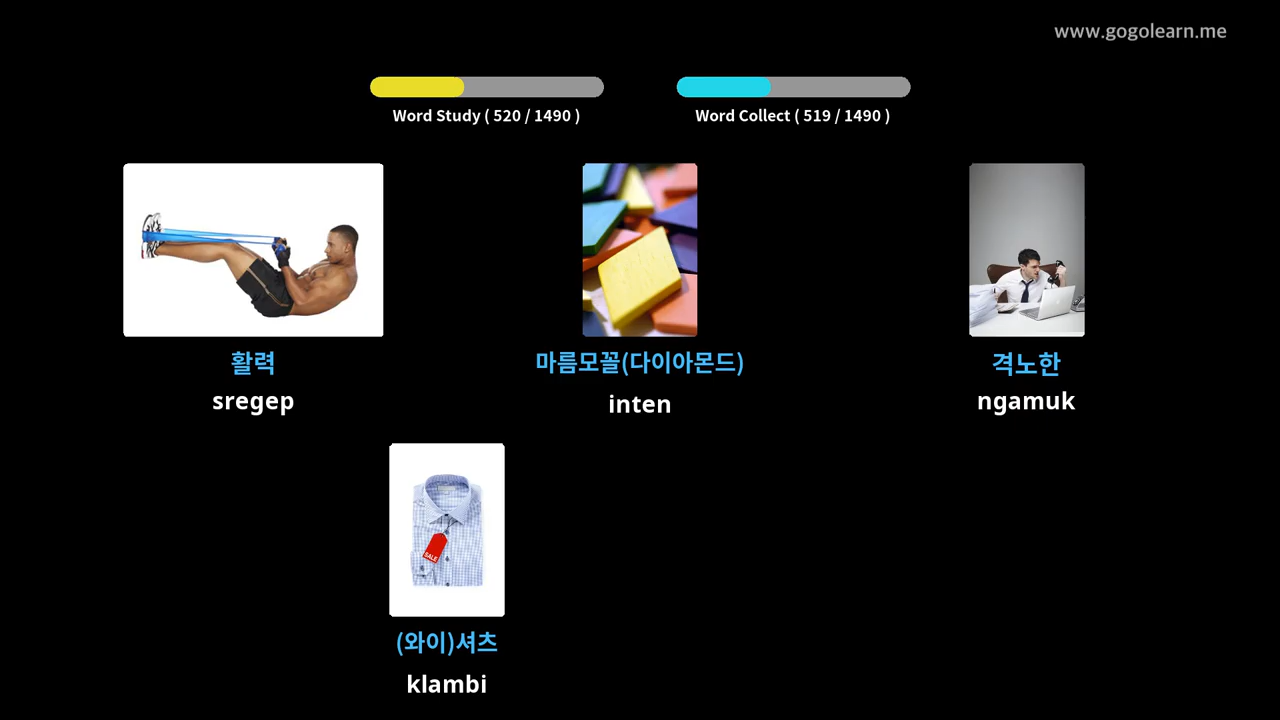 www.gogolearn.me
Word Study ( 520 / 1490 )
Word Collect ( 519 / 1490 )
활력
sregep
마름모꼴(다이아몬드)
inten
격노한
ngamuk
SALE
(와이)셔츠
klambi